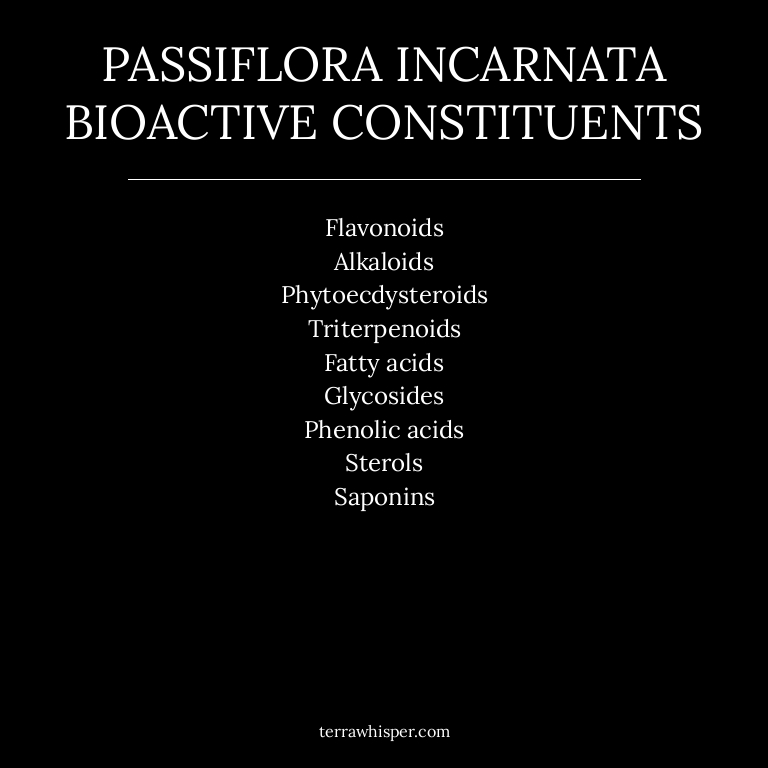 PASSIFLORA INCARNATA
BIOACTIVE CONSTITUENTS
Flavonoids
Alkaloids
Phytoecdysteroids
Triterpenoids
Fatty acids
Glycosides
Phenolic acids
Sterols
Saponins
terrawhisper.com